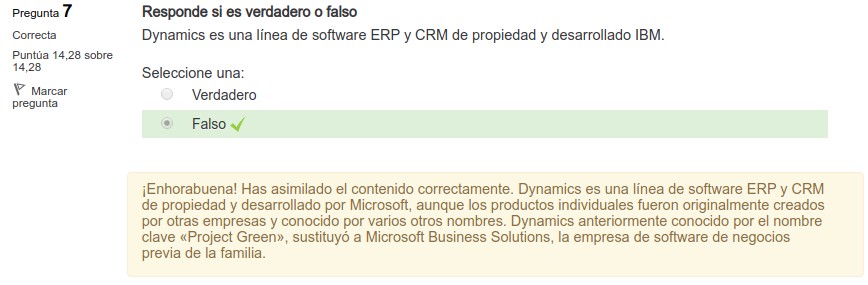 Pregunta 7
Correcta
Puntúa 14,28 sobre
14,28
Marcar
pregunta
Responde si es verdadero o falso
Dynamics es una línea de software ERP y CRM de propiedad y desarrollado IBM.
Seleccione una:
Verdadero
Falso
¡Enhorabuena! Has asimilado el contenido correctamente. Dynamics es una línea de software ERP y CRM
de propiedad y desarrollado por Microsoft, aunque los productos individuales fueron originalmente creados
por otras empresas y conocido por varios otros nombres. Dynamics anteriormente conocido por el nombre
clave «Project Green», sustituyó a Microsoft Business Solutions, la empresa de software de negocios
previa de la familia.